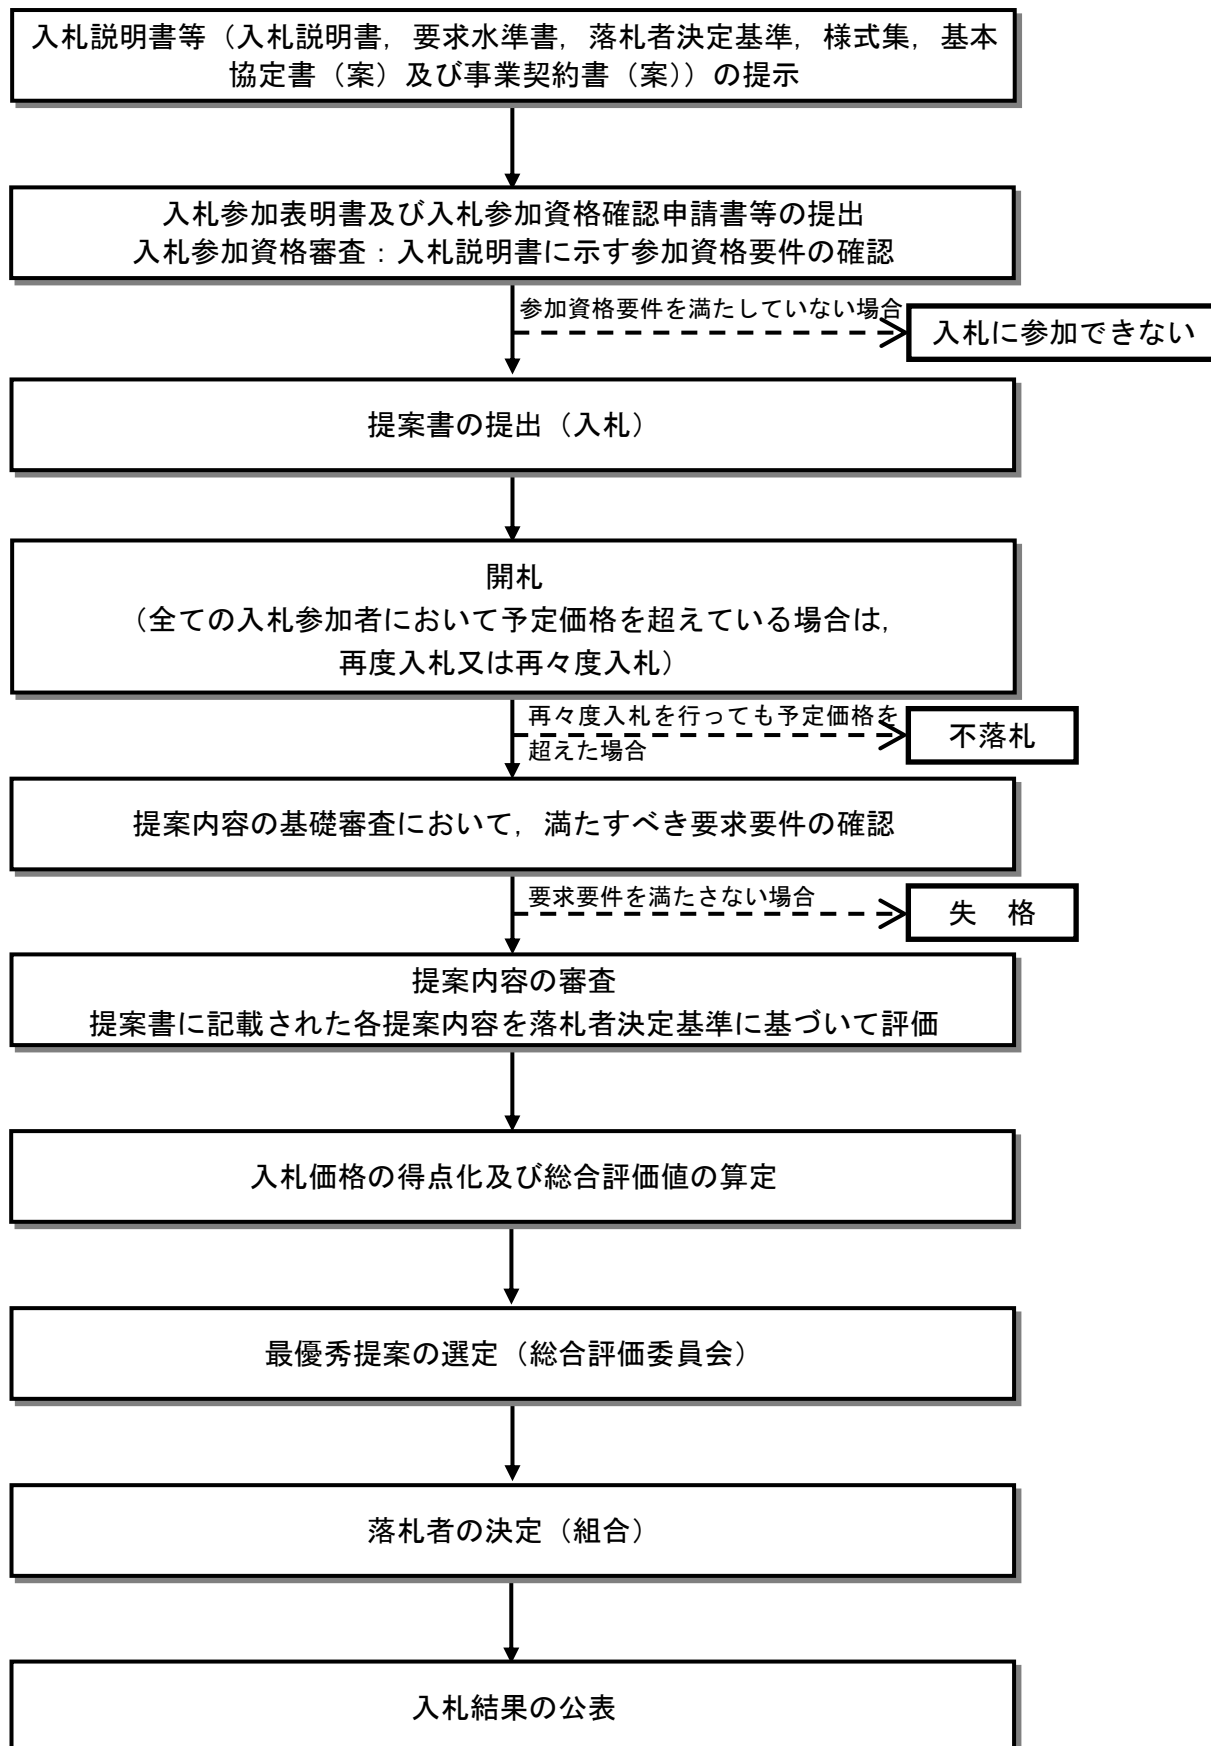 入札説明書等（入札説明書，要求水準書，落札者決定基準，様式集，基本
協定書（案）及び事業契約書（案））の提示
入札参加表明書及び入札参加資格確認申請書等の提出
入札参加資格審査：入札説明書に示す参加資格要件の確認
参加資格要件を満たしていない場合
入札に参加できない
提案書の提出（入札）
開札
（全ての入札参加者において予定価格を超えている場合は，
再度入札又は再々度入札）
再々度入札を行っても予定価格を
超えた場合
不落札
提案内容の基礎審査において，満たすべき要求要件の確認
要求要件を満たさない場合
失　格
提案内容の審査
提案書に記載された各提案内容を落札者決定基準に基づいて評価
入札価格の得点化及び総合評価値の算定
最優秀提案の選定（総合評価委員会）
落札者の決定（組合）
入札結果の公表